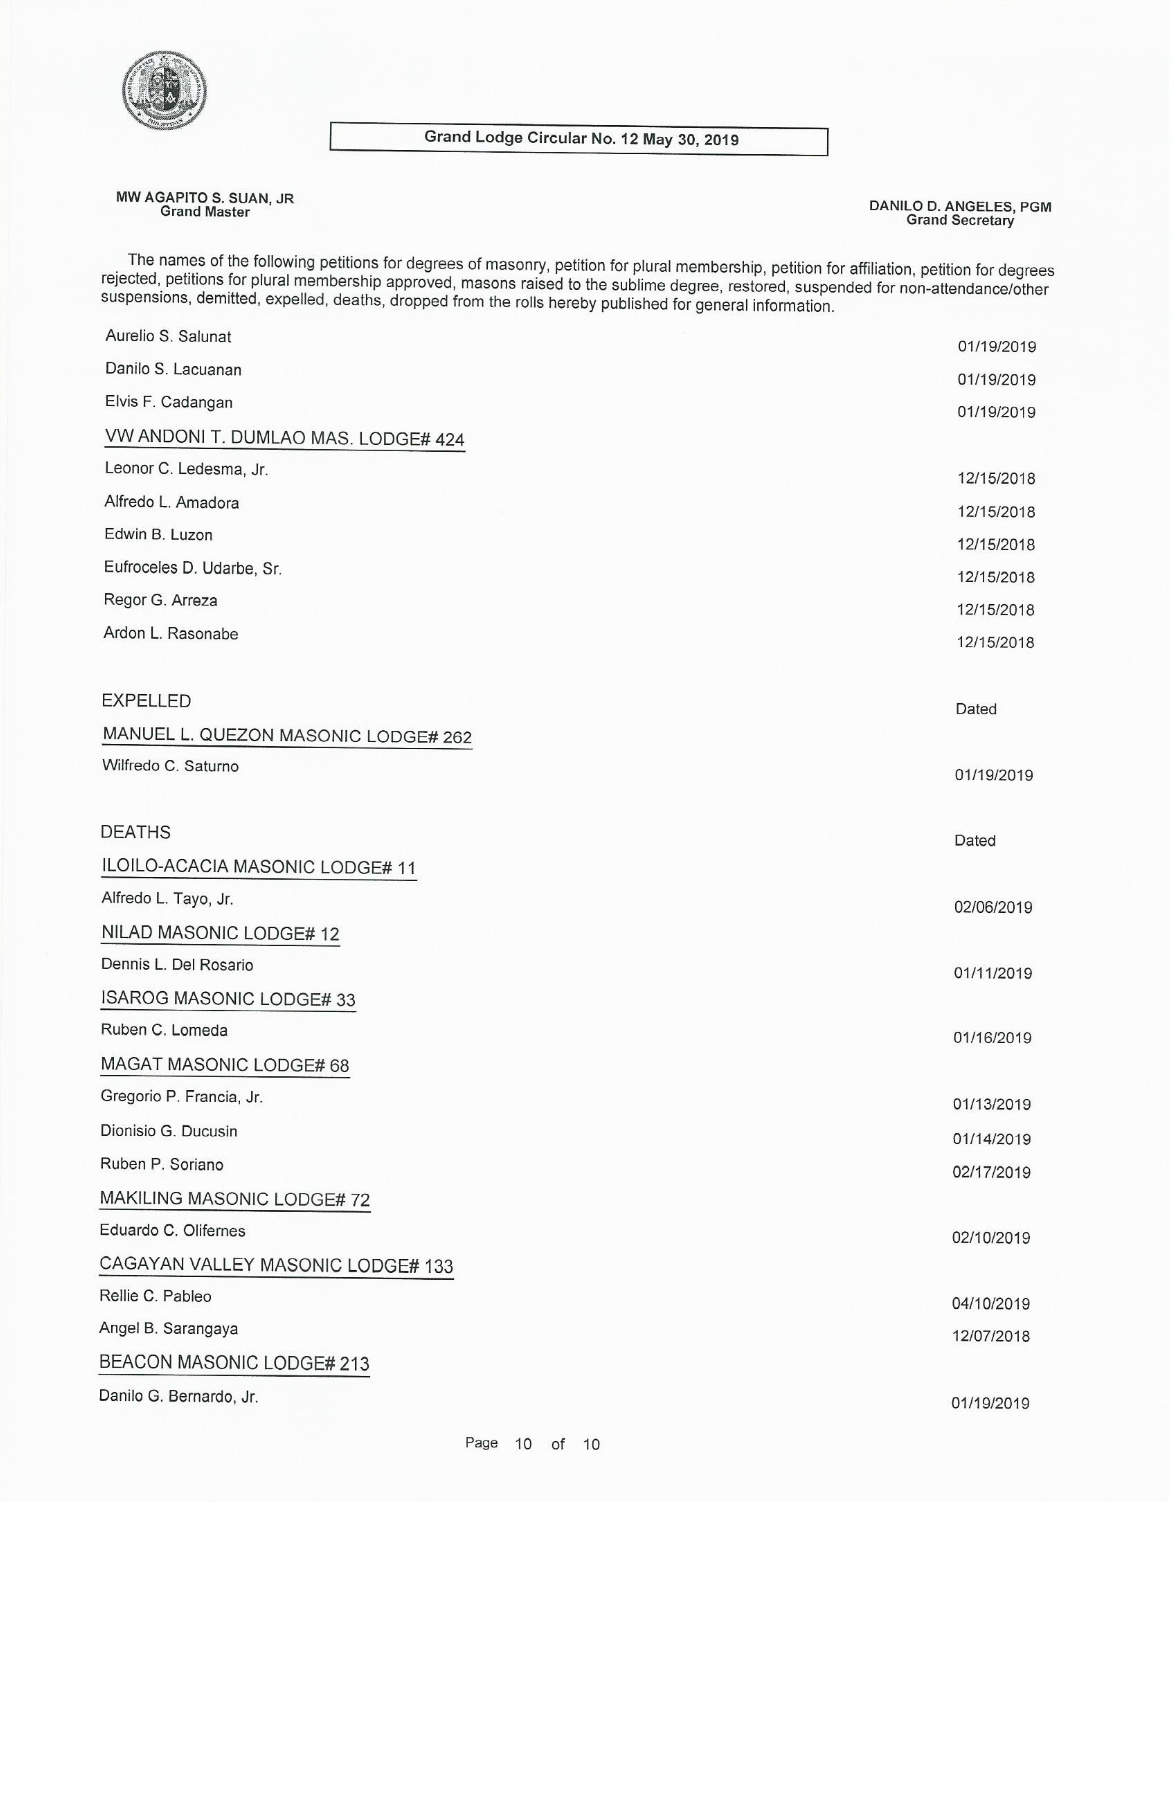 Grand Lodge Circular No. 12 May 30, 2019
MW AGAPITO S. SUAN, JR
Grand Master
DANILO D. ANGELES, PGM
Grand Secretary
The names of the following petitions for degrees of masonry, petition for plural membership, petition for affiliation, petition for degrees
rejected, petitions for plural membership approved, masons raised to the sublime degree, restored, suspended for non-attendance/other
suspensions, demitted, expelled, deaths, dropped from the rolls hereby published for general information.
Aurelio S. Salunat 01/19/2019
Danilo S. Lacuanan 01/19/2019
Elvis F. Cadangan 01/19/2019
VW ANDONI T. DUMLAO MAS. LODGE# 424
Leonor C. Ledesma, Jr. 12/15/2018
Alfredo L. Amadora 12/15/2018
Edwin B. Luzon 12/15/2018
Eufroceles D. Udarbe, Sr. 12/15/2018
Regor G. Arreza 12/15/2018
Ardon L. Rasonabe 12/15/2018
EXPELLED Dated
MANUEL L. QUEZON MASONIC LODGE# 262
Wilfredo C. Saturno 01/19/2019
DEATHS Dated
ILOILO-ACACIA MASONIC LODGE# 11
Alfredo L. Tayo, Jr. 02/06/2019
NILAD MASONIC LODGE# 12
Dennis L. Del Rosario 01/11/2019
ISAROG MASONIC LODGE# 33
Ruben C. Lomeda 01/16/2019
MAGAT MASONIC LODGE# 68
Gregorio P. Francia, Jr. 01/13/2019
Dionisio G. Ducusin 01/14/2019
Ruben P. Soriano 02/17/2019
MAKILING MASONIC LODGE# 72
Eduardo C. Olifernes 02/10/2019
CAGAYAN VALLEY MASONIC LODGE# 133
Rellie C. Pableo 04/10/2019
Angel B. Sarangaya 12/07/2018
BEACON MASONIC LODGE# 213
Danilo G. Bernardo, Jr. 01/19/2019
Page 10 of 10